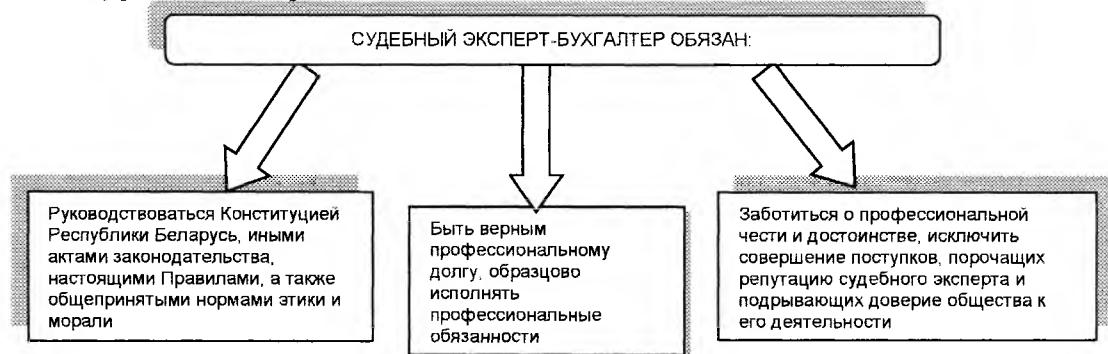 СУДЕБНЫЙ ЭКСПЕРТ-БУХГАЛТЕР ОБЯЗАН:
Руководствоваться Конституцией
Республики Беларусь, иными
актами законодательства,
настоящими Правилами, а также
общепринятыми нормами этики и
морали
Быть верным
профессиональному
долгу, образцово
исполнять
профессиональные
обязанности
Заботиться о профессиональной
чести и достоинстве, исключить
совершение поступков, порочащих
репутацию судебного эксперта и
подрывающих доверие общества к
его деятельности